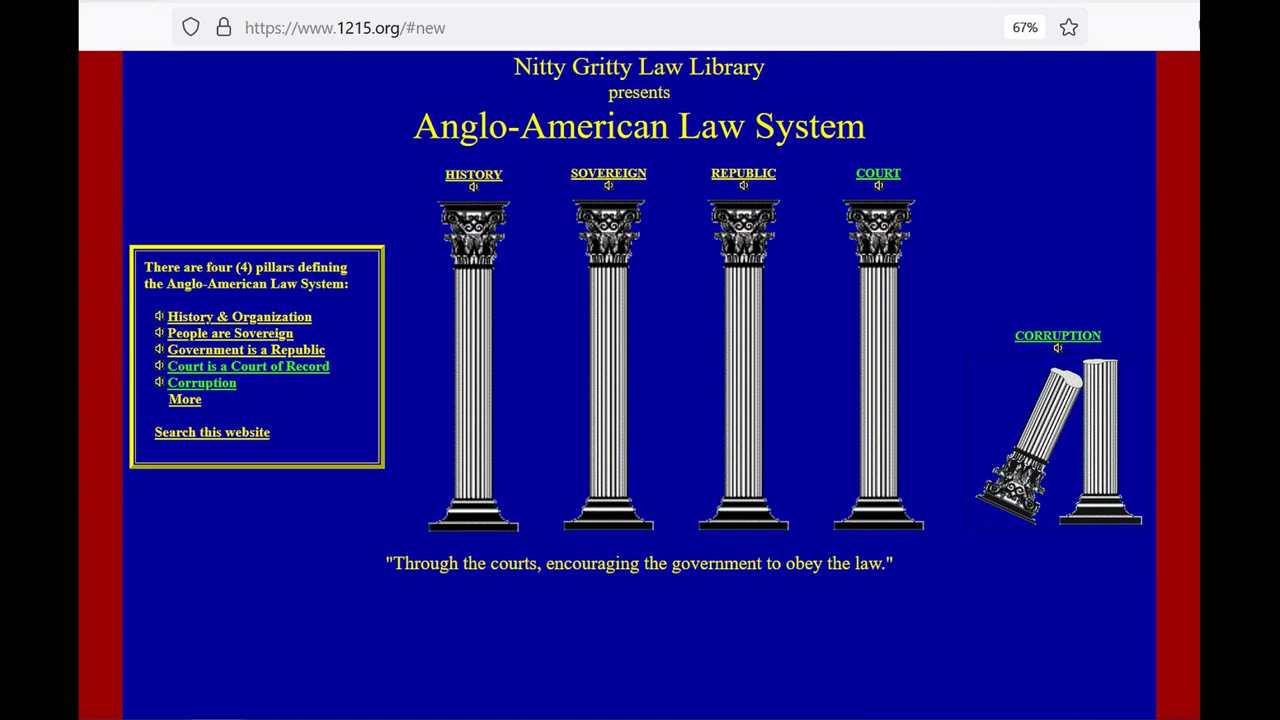 https://www.1215.org/#new
67%
Nitty Gritty Law Library
presents
Anglo-American Law System
HISTORY
SOVEREIGN
REPUBLIC
COURT
There are four (4) pillars defining
the Anglo-American Law System:
History & Organization
People are Sovereign
Government is a Republic
Court is a Court of Record
Corruption
More
Search this website
CORRUPTION
"Through the courts, encouraging the government to obey the law."